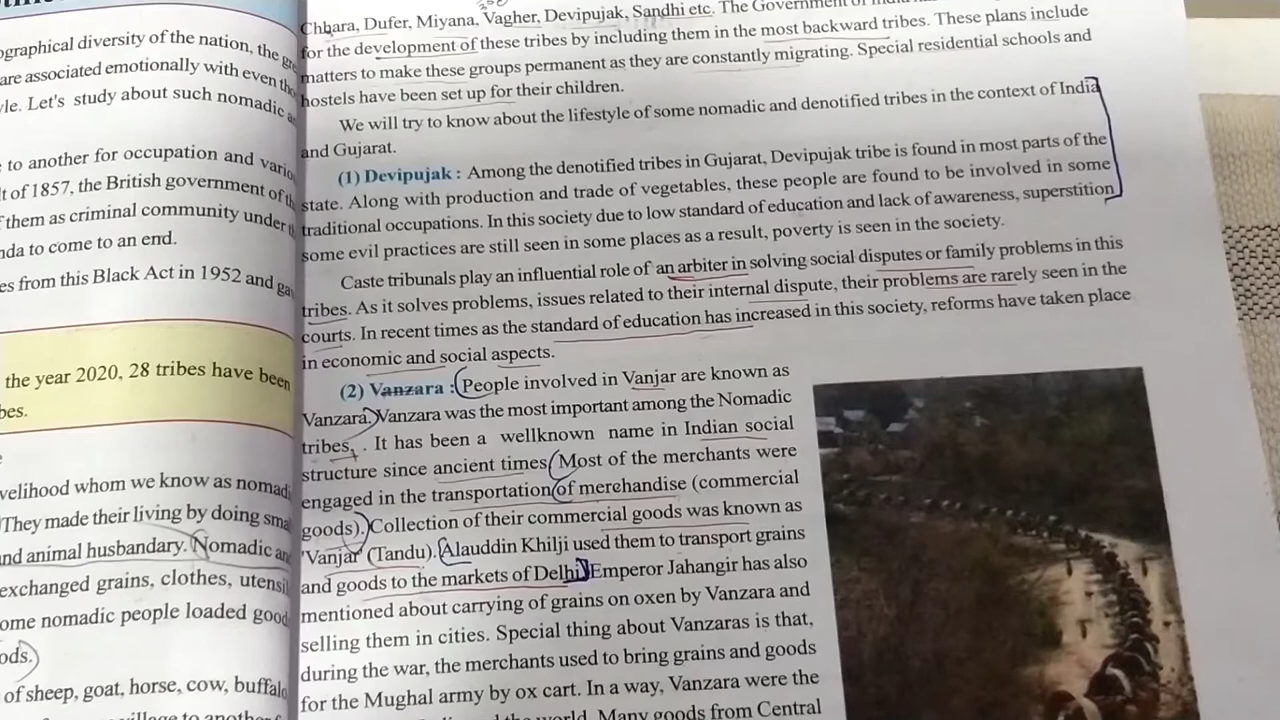 ographical diversity of the nation, the
are associated emotionally with even
yle. Let's study about such nomadic
to another for occupation and
t of 1857, the British government of
them as criminal community under
nda to come to an end.
es from this Black Act in 1952 and
the year 2020, 28 tribes have been
bes.
velihood whom we know as
They made their living by doing
nd animal husbandary. Nomadic
exchanged grains, clothes,
ome nomadic people loaded
ods.)
of sheep, goat, horse, cow,
Chhara, Dufer, Miyana, Vagher, Devipujak, Sandhi etc. The Government of
for the development of these tribes by including them in the most backward tribes. These plans include
matters to make these groups permanent as they are constantly migrating. Special residential schools and
hostels have been set up for their children.
We will try to know about the lifestyle of some nomadic and denotified tribes in the context of India
and Gujarat.
(1) Devipujak : Among the denotified tribes in Gujarat, Devipujak tribe is found in most parts of the
state. Along with production and trade of vegetables, these people are found to be involved in some
traditional occupations. In this society due to low standard of education and lack of awareness, superstition
some evil practices are still seen in some places as a result, poverty is seen in the society.
Caste tribunals play an influential role of an arbiter in solving social disputes or family problems in this
tribes. As it solves problems, issues related to their internal dispute, their problems are rarely seen in the
courts. In recent times as the standard of education has increased in this society, reforms have taken place
in economic and social aspects.
(2) Vanzara : People involved in Vanjar are known as
Vanzara. Vanzara was the most important among the Nomadic
tribes. . It has been a wellknown name in Indian social
structure since ancient times. Most of the merchants were
engaged in the transportation of merchandise (commercial
goods). Collection of their commercial goods was known as
'Vanjar' (Tandu). Alauddin Khilji used them to transport grains
and goods to the markets of Delhi. Emperor Jahangir has also
mentioned about carrying of grains on oxen by Vanzara and
selling them in cities. Special thing about Vanzaras is that,
during the war, the merchants used to bring grains and goods
for the Mughal army by ox cart. In a way, Vanzara were the
the world. Many goods from Central